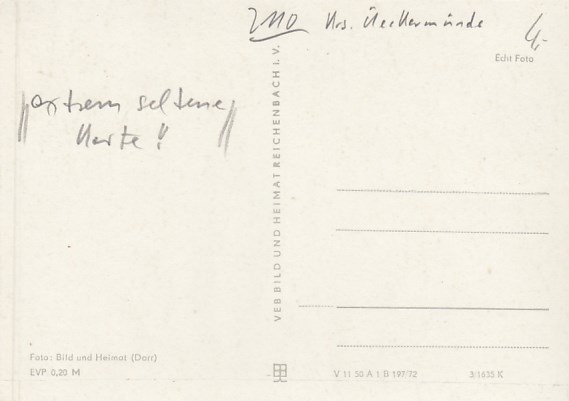 2110 Krs. Ueckermünde
4,-
Echt Foto
"extrem seltene
Karte!!"
VEB BILD UND HEIMAT REICHENBACH I. V.
Foto: Bild und Heimat (Darr)
EVP 0,20 M
V 11 50 A 1 B 197/72
3/1635 K